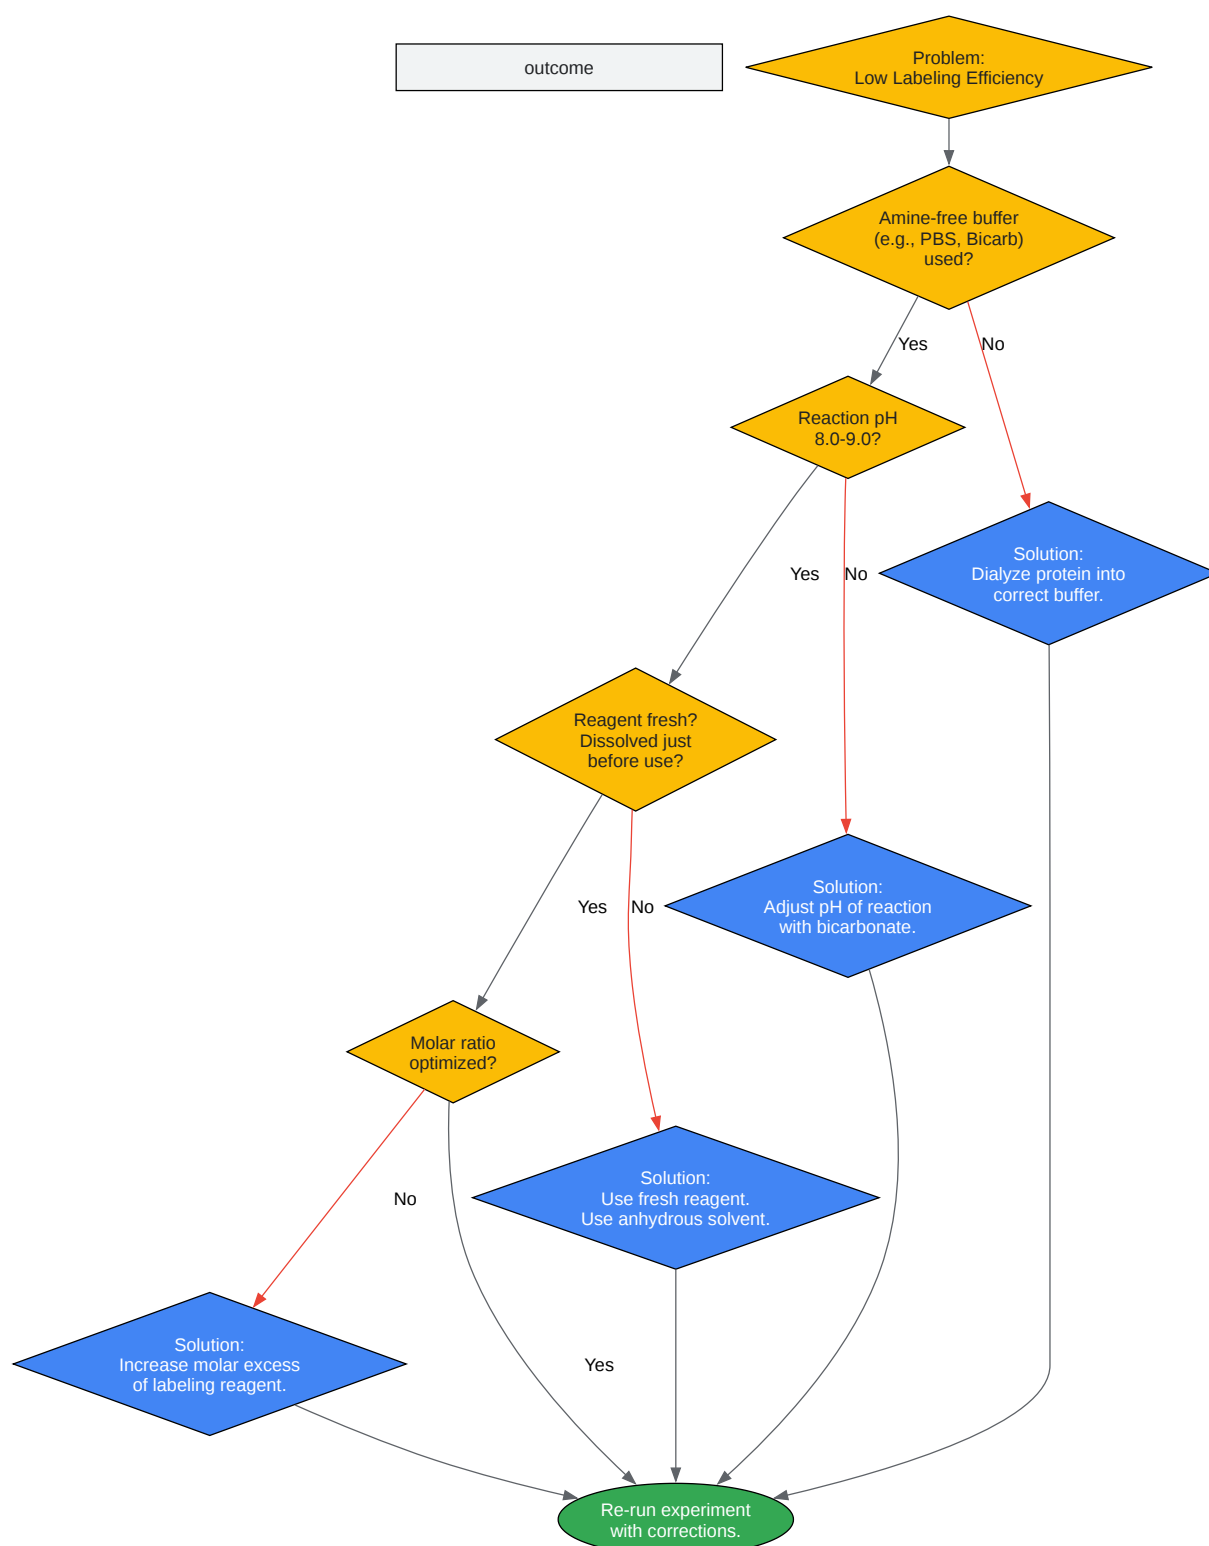 outcome
Problem:
Low Labeling Efficiency
Amine-free buffer
(e.g., PBS, Bicarb)
used?
Yes
No
Reaction pH
8.0-9.0?
Yes
No
Solution:
Dialyze protein into
correct buffer.
Reagent fresh?
Dissolved just
before use?
Yes
No
Solution:
Adjust pH of reaction
with bicarbonate.
Molar ratio
optimized?
No
Solution:
Use fresh reagent.
Use anhydrous solvent.
Solution:
Increase molar excess
of labeling reagent.
Yes
Re-run experiment
with corrections.